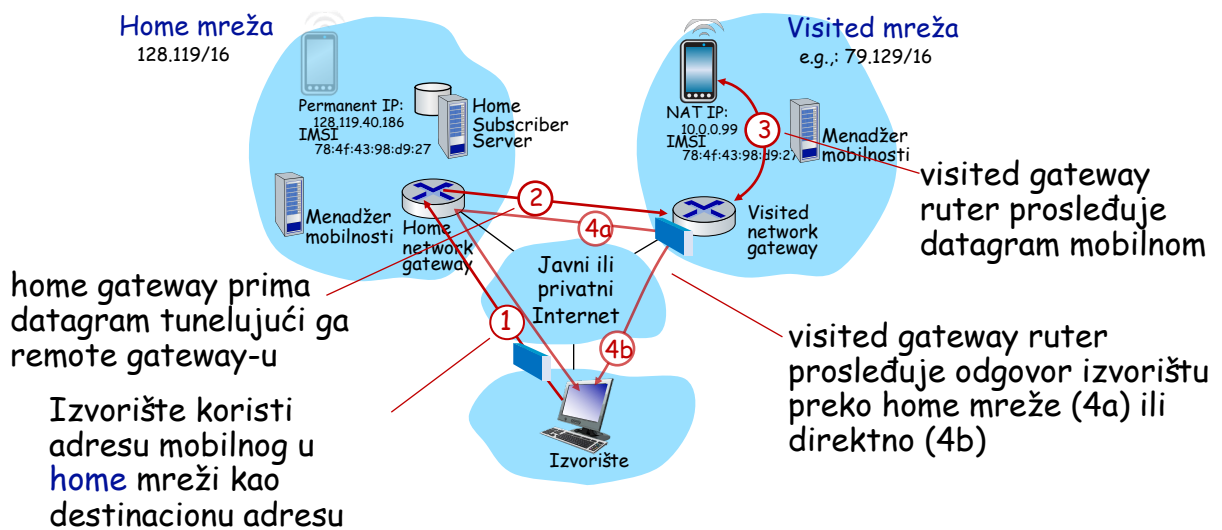 Home mreža
128.119/16
Visited mreža
e.g.,: 79.129/16
Permanent IP:
128.119.40.186
IMSI
78:4f:43:98:d9:27
Home
Subscriber
Server
NAT IP:
10.0.0.99
IMSI
78:4f:43:98:d9:27
3
Menadžer
mobilnosti
visited gateway
ruter prosleđuje
datagram mobilnom
Menadžer
mobilnosti
Home
network
gateway
2
4a
Visited
network
gateway
Javni ili
privatni
Internet
home gateway prima
datagram tunelujući ga
remote gateway-u
1
4b
visited gateway ruter
prosleđuje odgovor izvorištu
preko home mreže (4a) ili
direktno (4b)
Izvorište koristi
adresu mobilnog u
home mreži kao
destinacionu adresu
Izvorište